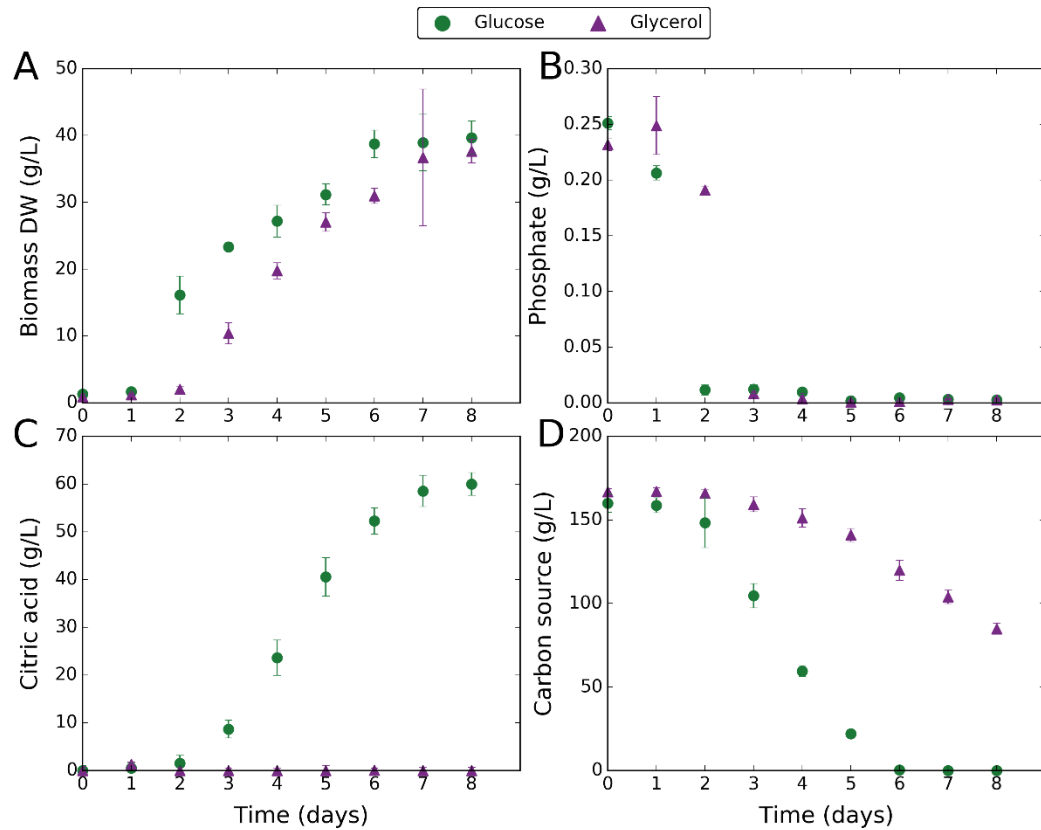 Glucose Glycerol
A
Biomass DW (g/L)
50
40
30
20
10
0
0 1 2 3 4 5 6 7 8
B
Phosphate (g/L)
0.30
0.25
0.20
0.15
0.10
0.05
0.00
0 1 2 3 4 5 6 7 8
C
Citric acid (g/L)
70
60
50
40
30
20
10
0
0 1 2 3 4 5 6 7 8
Time (days)
D
Carbon source (g/L)
200
150
100
50
0
0 1 2 3 4 5 6 7 8
Time (days)